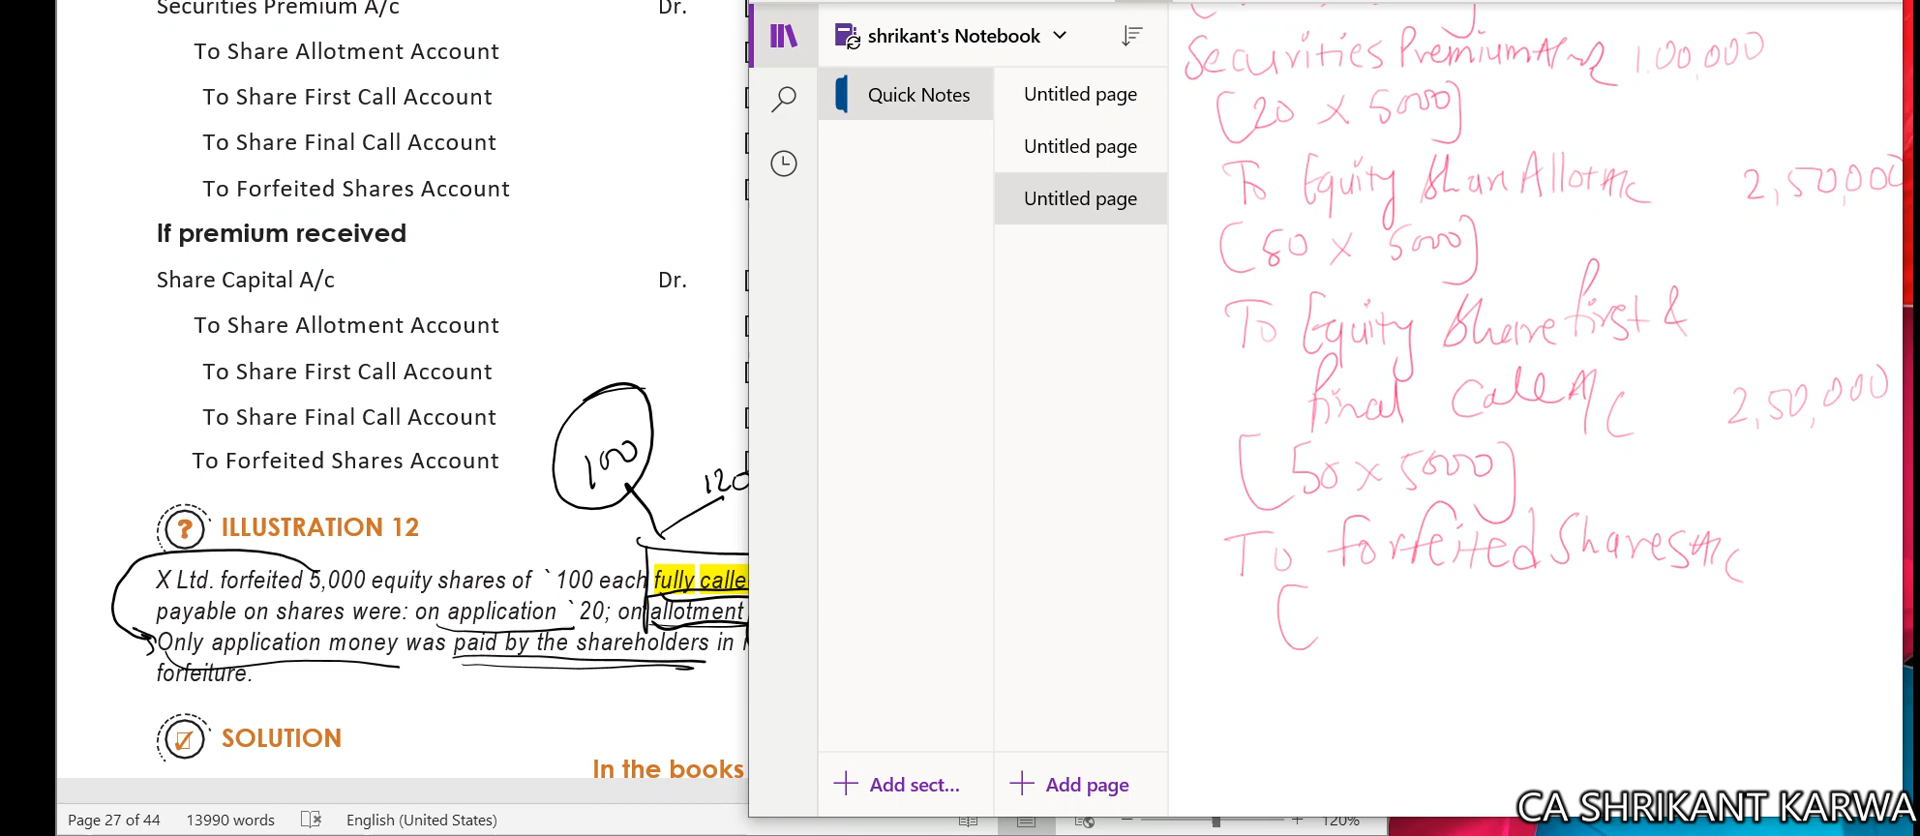 Securities Premium A/c Dr.
To Share Allotment Account
To Share First Call Account
To Share Final Call Account
To Forfeited Shares Account
If premium received
Share Capital A/c Dr.
To Share Allotment Account
To Share First Call Account
To Share Final Call Account
To Forfeited Shares Account
100
120
? ILLUSTRATION 12
X Ltd. forfeited 5,000 equity shares of `100 each fully calle
payable on shares were: on application `20; on allotment
Only application money was paid by the shareholders in
forfeiture.
SOLUTION
In the books
Page 27 of 44 13990 words English (United States)
shrikant's Notebook
Quick Notes
Untitled page
Untitled page
Untitled page
+ Add sect...
+ Add page
Securities Premium A/c 1,00,000
[20 x 5000]
To Equity Share Allot A/c 2,50,000
[50 x 5000]
To Equity Share first &
final Call A/c 2,50,000
[50 x 5000]
To forfeited Shares A/c
(
120%
CA SHRIKANT KARWA